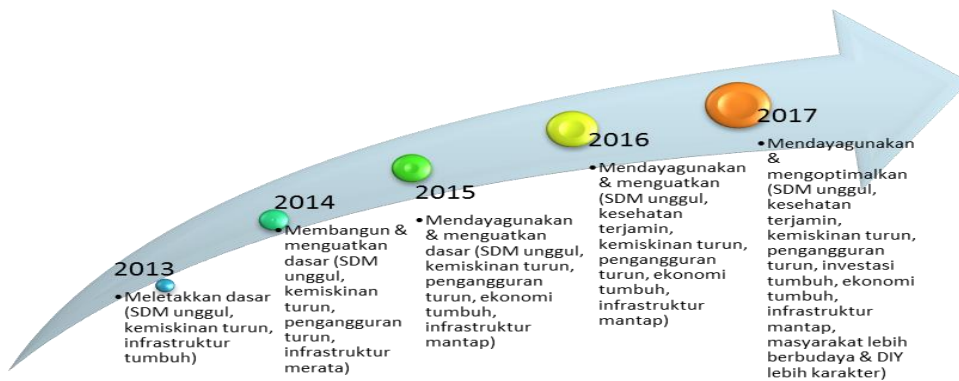 2013
•Meletakkan dasar
(SDM unggul,
kemiskinan turun,
infrastruktur
tumbuh)
2014
•Membangun &
menguatkan
dasar (SDM
unggul,
kemiskinan
turun,
pengangguran
turun,
infrastruktur
merata)
2015
•Mendayagunakan
& menguatkan
dasar (SDM unggul,
kemiskinan turun,
pengangguran
turun, ekonomi
tumbuh,
infrastruktur
mantap)
2016
•Mendayagunakan
& menguatkan
(SDM unggul,
kesehatan
terjamin,
kemiskinan turun,
pengangguran
turun, ekonomi
tumbuh,
infrastruktur
mantap)
2017
•Mendayagunakan
&
mengoptimalkan
(SDM unggul,
kesehatan
terjamin,
kemiskinan turun,
pengangguran
turun, investasi
tumbuh, ekonomi
tumbuh,
infrastruktur
mantap,
masyarakat lebih
berbudaya & DIY
lebih karakter)